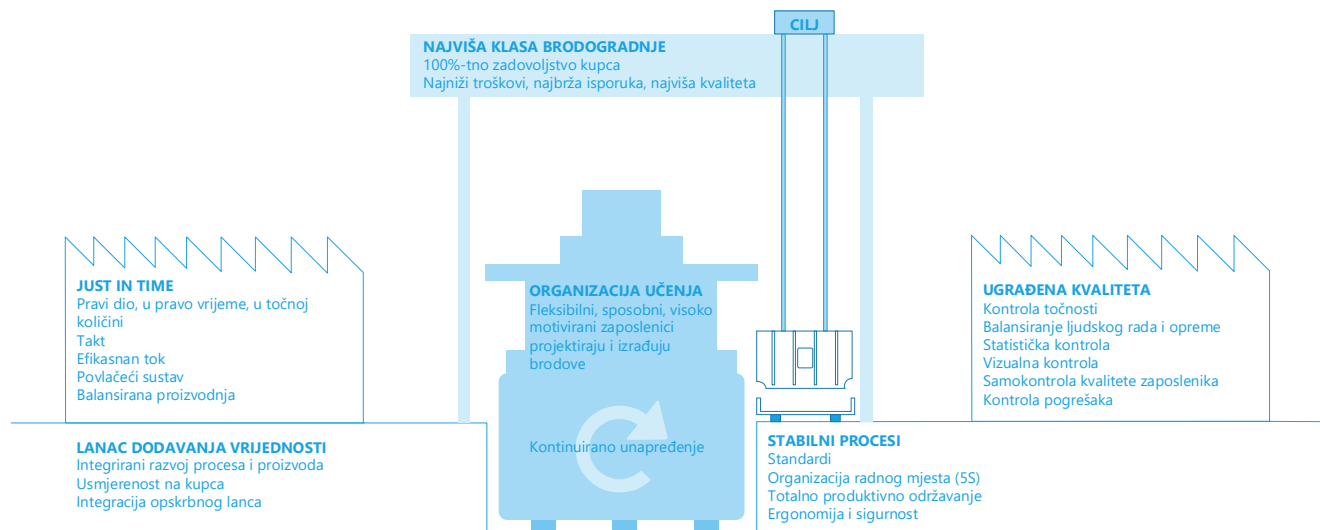 CILJ
NAJVIŠA KLASA BRODOGRADNJE
100%-tno zadovoljstvo kupca
Najniži troškovi, najbrža isporuka, najviša kvaliteta
JUST IN TIME
Pravi dio, u pravo vrijeme, u točnoj
količini
Takt
Efikasnan tok
Povlačeći sustav
Balansirana proizvodnja
ORGANIZACIJA UČENJA
Fleksibilni, sposobni, visoko
motivirani zaposlenici
projektiraju i izrađuju
brodove
UGRAĐENA KVALITETA
Kontrola točnosti
Balansiranje ljudskog rada i opreme
Statistička kontrola
Vizualna kontrola
Samokontrola kvalitete zaposlenika
Kontrola pogrešaka
LANAC DODAVANJA VRIJEDNOSTI
Integrirani razvoj procesa i proizvoda
Usmjerenost na kupca
Integracija opskrbnog lanca
Kontinuirano unapređenje
STABILNI PROCESI
Standardi
Organizacija radnog mjesta (5S)
Totalno produktivno održavanje
Ergonomija i sigurnost